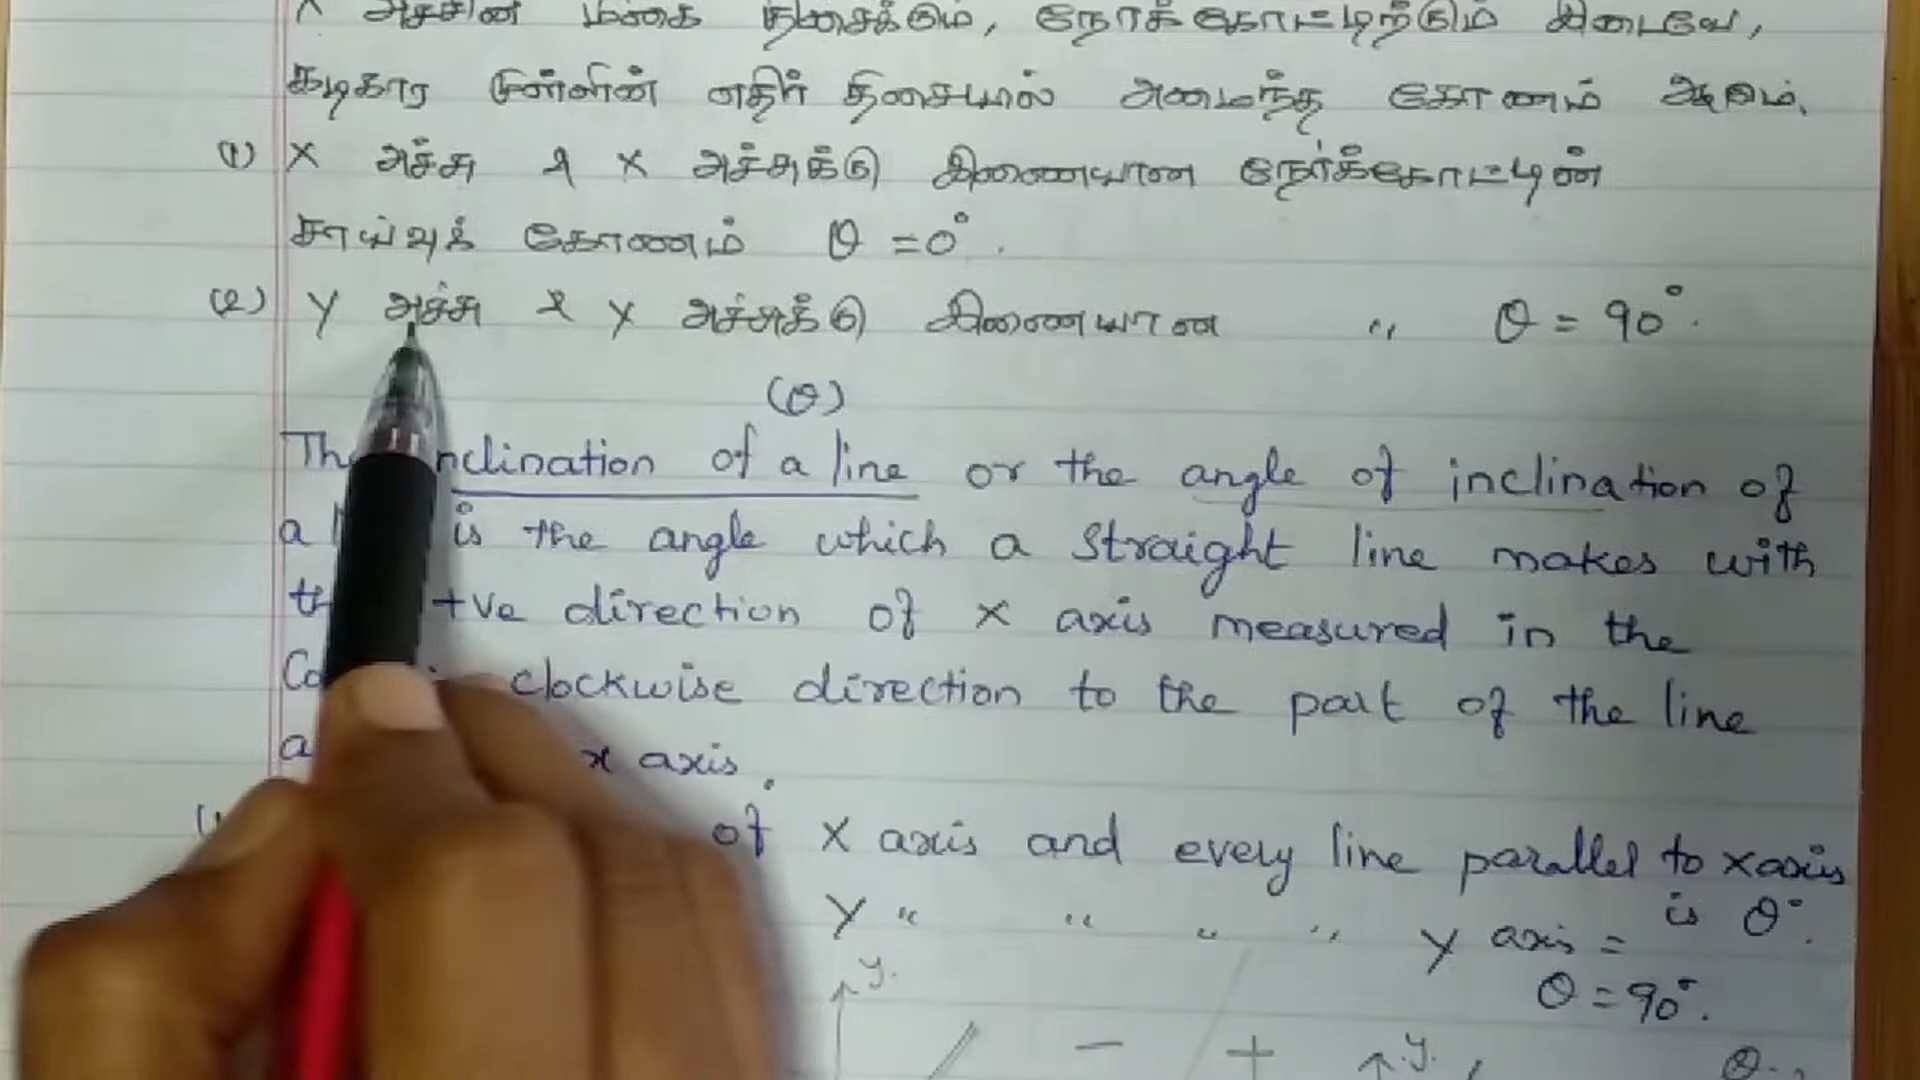 X அச்சின் மிகை திசைக்கும், நேர்க்கோட்டிற்கும் இடையே,
கடிகார முள்ளின் எதிர் திசையில் அமைந்த கோணம் ஆகும்.
(1) X அச்சு & X அச்சுக்கு இணையான நேர்க்கோட்டின்
சாய்வுக் கோணம் θ = 0°.
(2) Y அச்சு & Y அச்சுக்கு இணையான " θ = 90°.
(θ)
inclination of a line or the angle of inclination of
a is the angle which a straight line makes with
+ve direction of X axis measured in the
clockwise direction to the part of the line
x axis.
of X axis and every line parallel to x axis
is θ°.
Y " " " " Y axis =
θ = 90°.
y.
- + y.